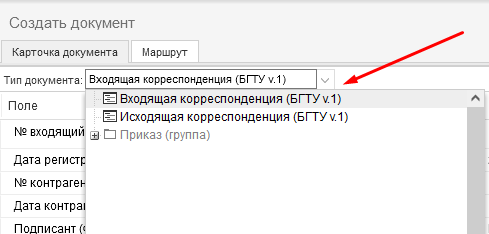 Создать документ
Карточка документа Маршрут
Тип документа: Входящая корреспонденция (БГТУ v.1)
Входящая корреспонденция (БГТУ v.1)
Исходящая корреспонденция (БГТУ v.1)
Приказ (группа)
Поле
№ входящий
Дата регистр
№ контраген
Дата контран
Подписант (